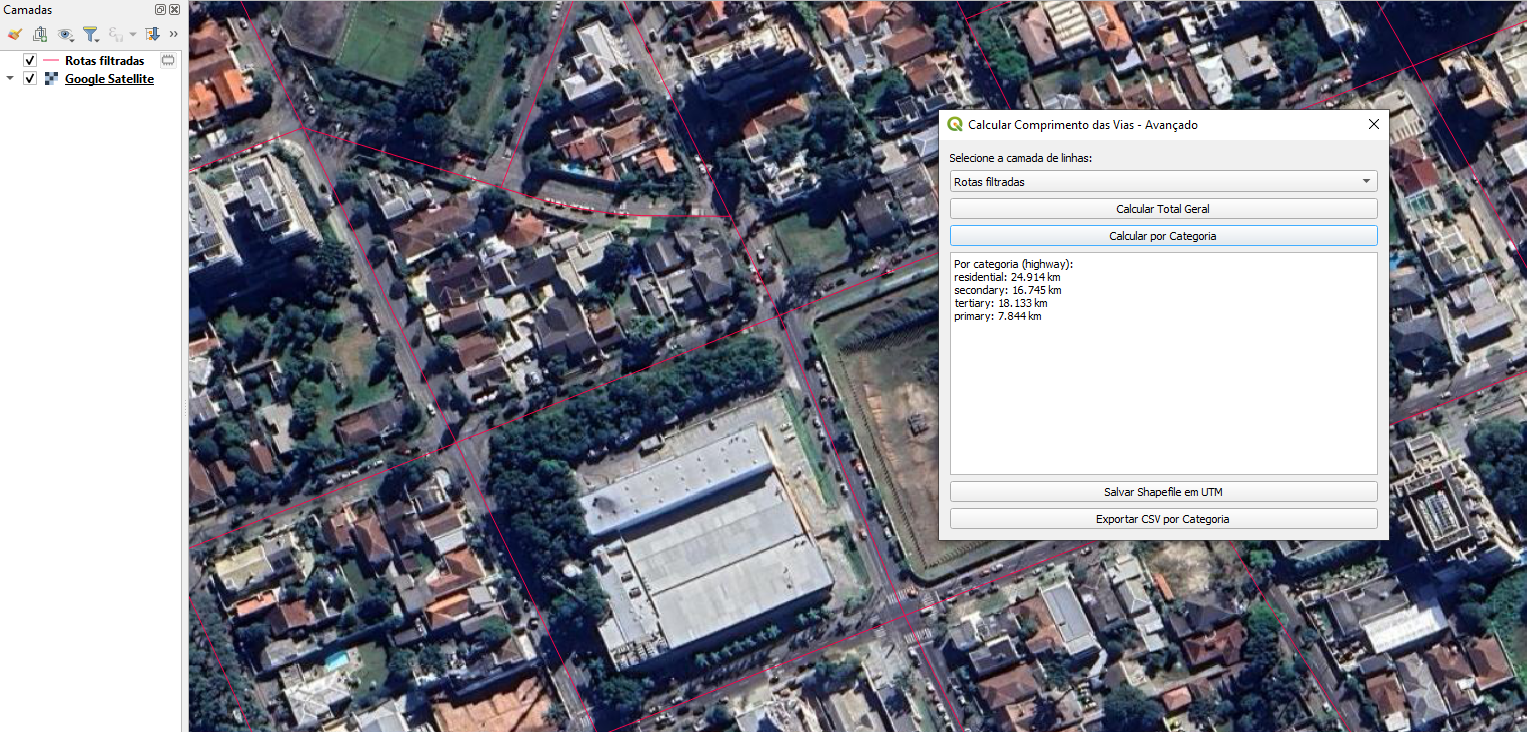 Camadas
Rotas filtradas
Google Satellite
Calcular Comprimento das Vias - Avançado
Selecione a camada de linhas:
Rotas filtradas
Calcular Total Geral
Calcular por Categoria
Por categoria (highway):
residential: 24.914 km
secondary: 16.745 km
tertiary: 18.133 km
primary: 7.844 km
Salvar Shapefile em UTM
Exportar CSV por Categoria